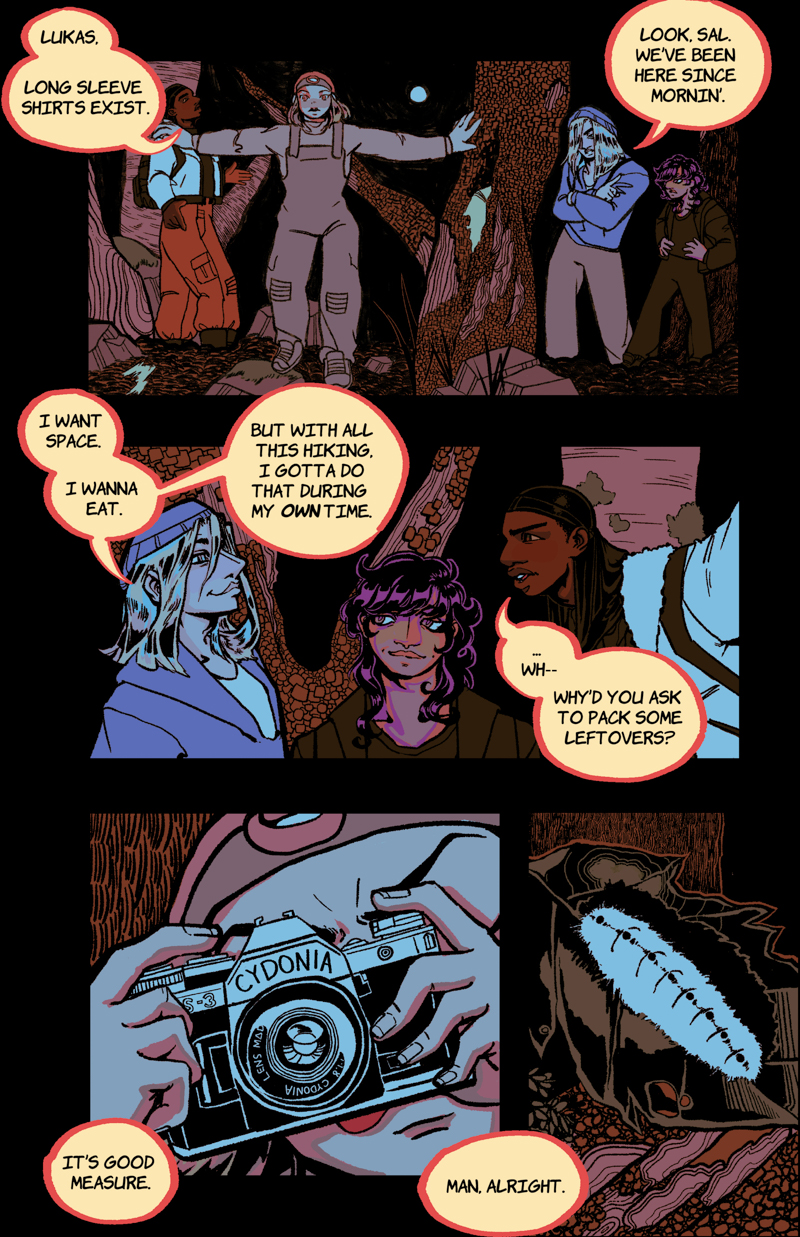 LUKAS,
LONG SLEEVE
SHIRTS EXIST.
LOOK, SAL.
WE'VE BEEN
HERE SINCE
MORNIN'.
I WANT
SPACE.
I WANNA
EAT.
BUT WITH ALL
THIS HIKING,
I GOTTA DO
THAT DURING
MY OWN TIME.
...
WH--
WHY'D YOU ASK
TO PACK SOME
LEFTOVERS?
CYDONIA
S-3
LENS MAD
CYDONIA
IT'S GOOD
MEASURE.
MAN, ALRIGHT.